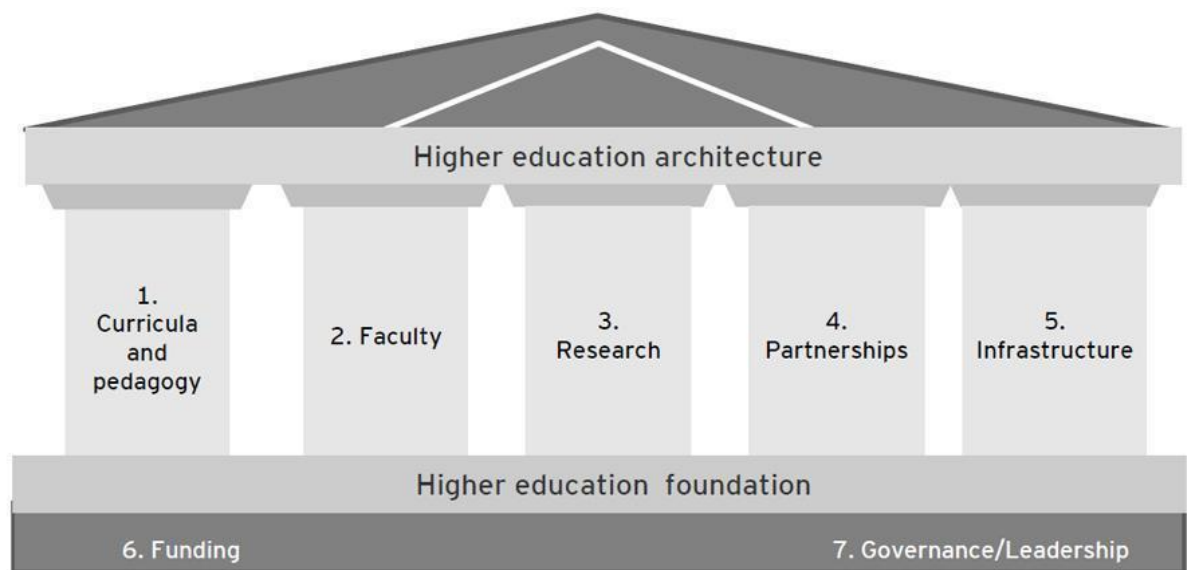 Higher education architecture
1.
Curricula
and
pedagogy
2. Faculty
3.
Research
4.
Partnerships
5.
Infrastructure
Higher education foundation
6. Funding
7. Governance/Leadership